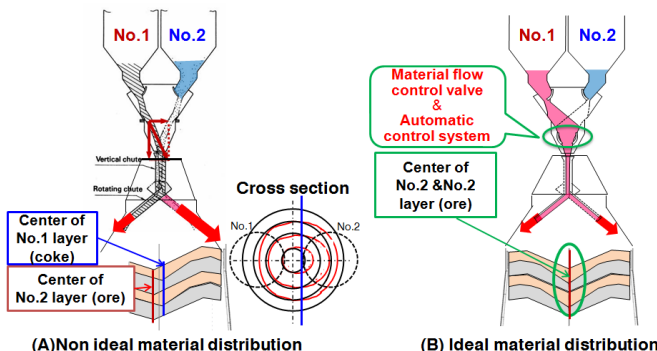 No.1
No.2
Vertical chute
Rotating chute
Cross section
No.1
No.2
Center of
No.1 layer
(coke)
Center of
No.2 layer (ore)
(A)Non ideal material distribution
No.1
No.2
Material flow
control valve
&
Automatic
control system
Center of
No.2 &No.2
layer (ore)
(B) Ideal material distribution